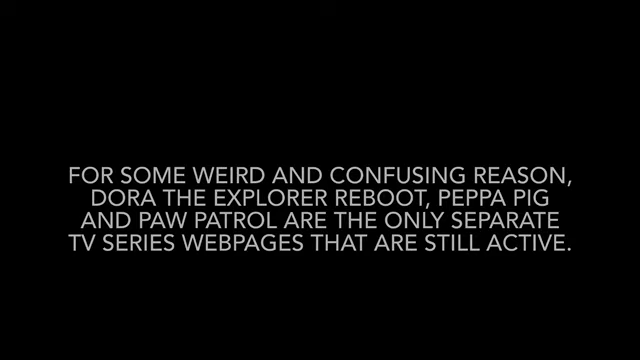 FOR SOME WEIRD AND CONFUSING REASON,
DORA THE EXPLORER REBOOT, PEPPA PIG
AND PAW PATROL ARE THE ONLY SEPARATE
TV SERIES WEBPAGES THAT ARE STILL ACTIVE.